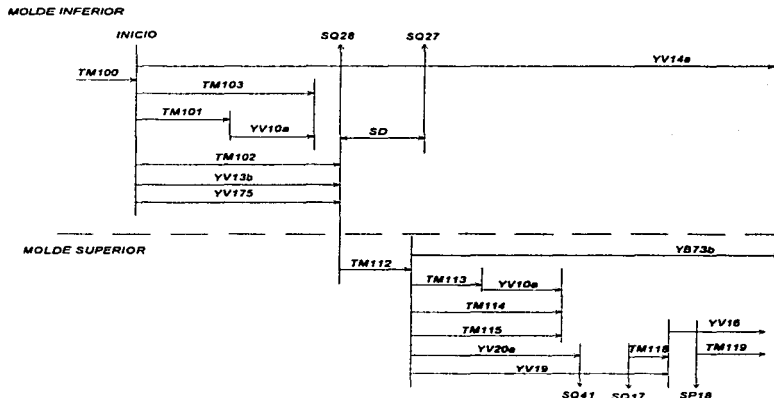 MOLDE INFERIOR
INICIO SQ28 SQ27
YV14a
TM100
TM103
TM101
YV10a
SD
TM102
YV13b
YV175
MOLDE SUPERIOR
YB73b
TM112
TM113
YV10a
TM114
TM115
YV16
YV20a
TM118
TM119
YV19
SQ41
SQ17
SP18